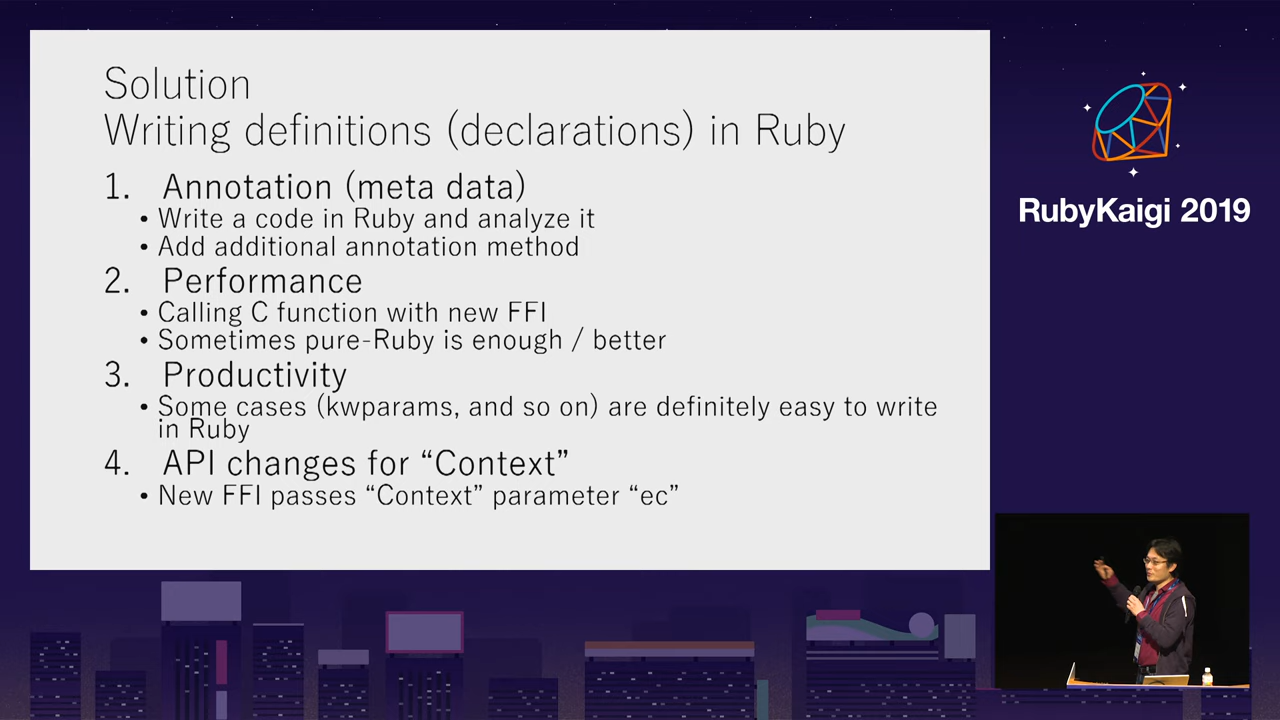 Solution
Writing definitions (declarations) in Ruby
1. Annotation (meta data)
• Write a code in Ruby and analyze it
• Add additional annotation method
2. Performance
• Calling C function with new FFI
• Sometimes pure-Ruby is enough / better
3. Productivity
• Some cases (kwparams, and so on) are definitely easy to write
in Ruby
4. API changes for “Context”
• New FFI passes “Context” parameter “ec”
RubyKaigi 2019